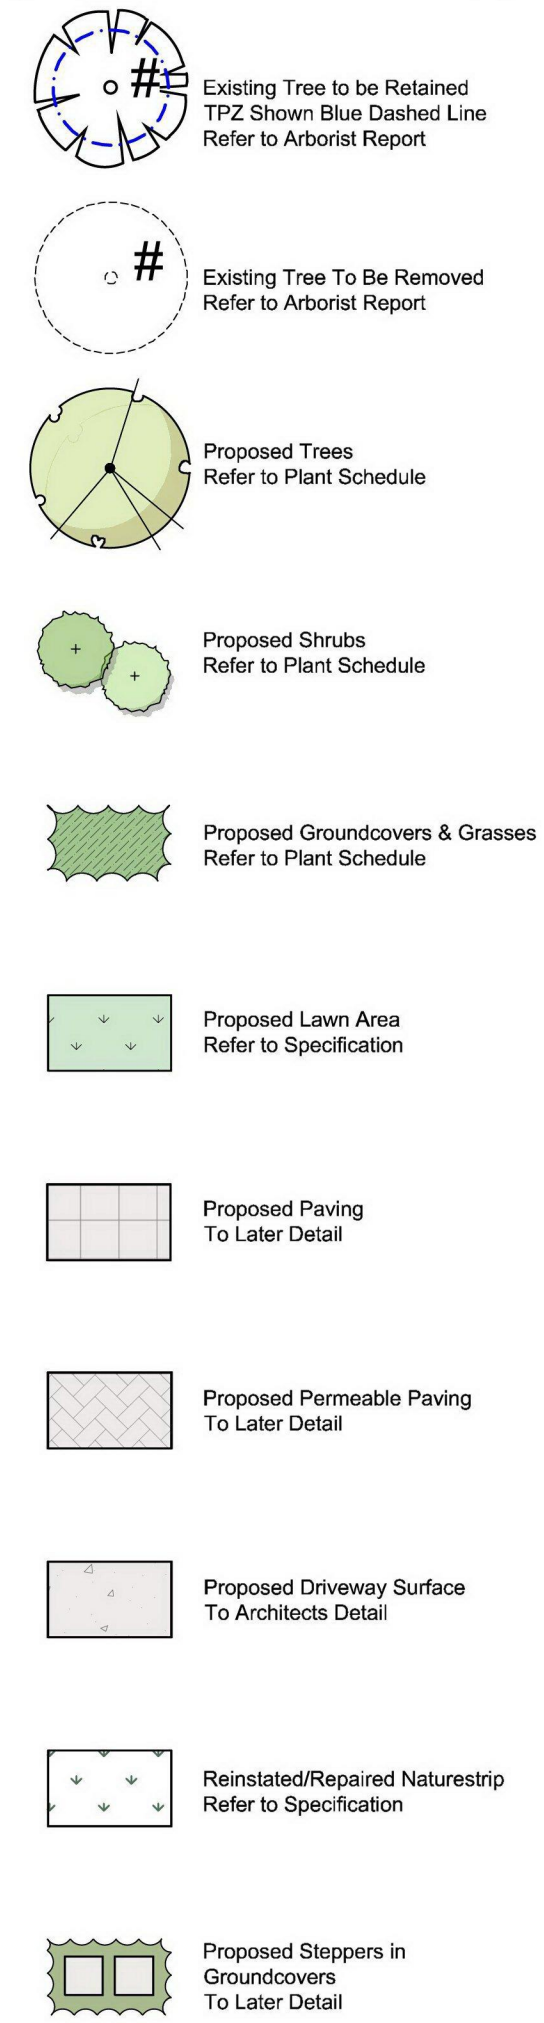 #
Existing Tree to be Retained
TPZ Shown Blue Dashed Line
Refer to Arborist Report
#
Existing Tree To Be Removed
Refer to Arborist Report
Proposed Trees
Refer to Plant Schedule
Proposed Shrubs
Refer to Plant Schedule
Proposed Groundcovers & Grasses
Refer to Plant Schedule
Proposed Lawn Area
Refer to Specification
Proposed Paving
To Later Detail
Proposed Permeable Paving
To Later Detail
Proposed Driveway Surface
To Architects Detail
Reinstated/Repaired Naturestrip
Refer to Specification
Proposed Steppers in
Groundcovers
To Later Detail